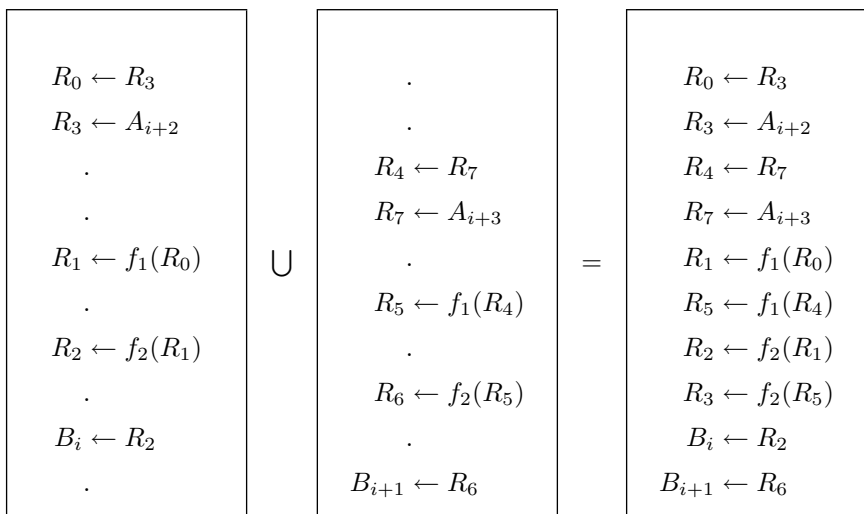 R_0 ← R_3 . R_0 ← R_3
R_3 ← A_{i+2} . R_3 ← A_{i+2}
. R_4 ← R_7 R_4 ← R_7
. R_7 ← A_{i+3} R_7 ← A_{i+3}
R_1 ← f_1(R_0) ⋃ . = R_1 ← f_1(R_0)
. R_5 ← f_1(R_4) R_5 ← f_1(R_4)
R_2 ← f_2(R_1) . R_2 ← f_2(R_1)
. R_6 ← f_2(R_5) R_3 ← f_2(R_5)
B_i ← R_2 . B_i ← R_2
. B_{i+1} ← R_6 B_{i+1} ← R_6